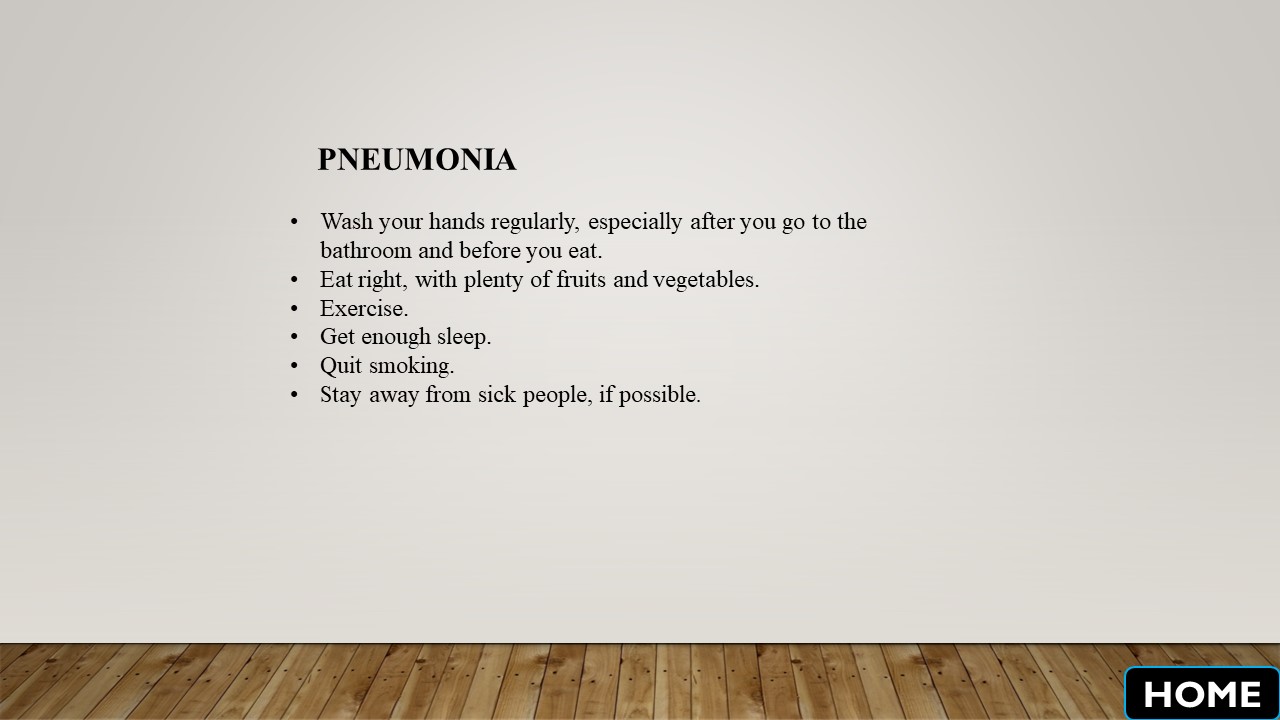 PNEUMONIA
• Wash your hands regularly, especially after you go to the
bathroom and before you eat.
• Eat right, with plenty of fruits and vegetables.
• Exercise.
• Get enough sleep.
• Quit smoking.
• Stay away from sick people, if possible.
HOME